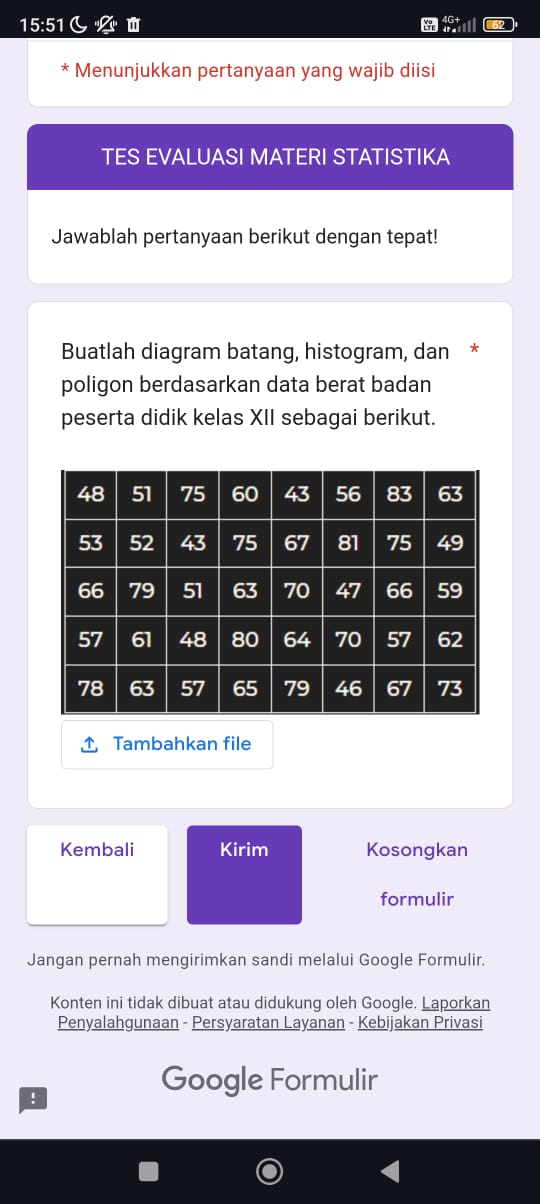 15:51
Vo LTE 4G+ 62
* Menunjukkan pertanyaan yang wajib diisi
TES EVALUASI MATERI STATISTIKA
Jawablah pertanyaan berikut dengan tepat!
Buatlah diagram batang, histogram, dan *
poligon berdasarkan data berat badan
peserta didik kelas XII sebagai berikut.
48 51 75 60 43 56 83 63
53 52 43 75 67 81 75 49
66 79 51 63 70 47 66 59
57 61 48 80 64 70 57 62
78 63 57 65 79 46 67 73
Tambahkan file
Kembali Kirim Kosongkan
formulir
Jangan pernah mengirimkan sandi melalui Google Formulir.
Konten ini tidak dibuat atau didukung oleh Google. Laporkan
Penyalahgunaan - Persyaratan Layanan - Kebijakan Privasi
Google Formulir